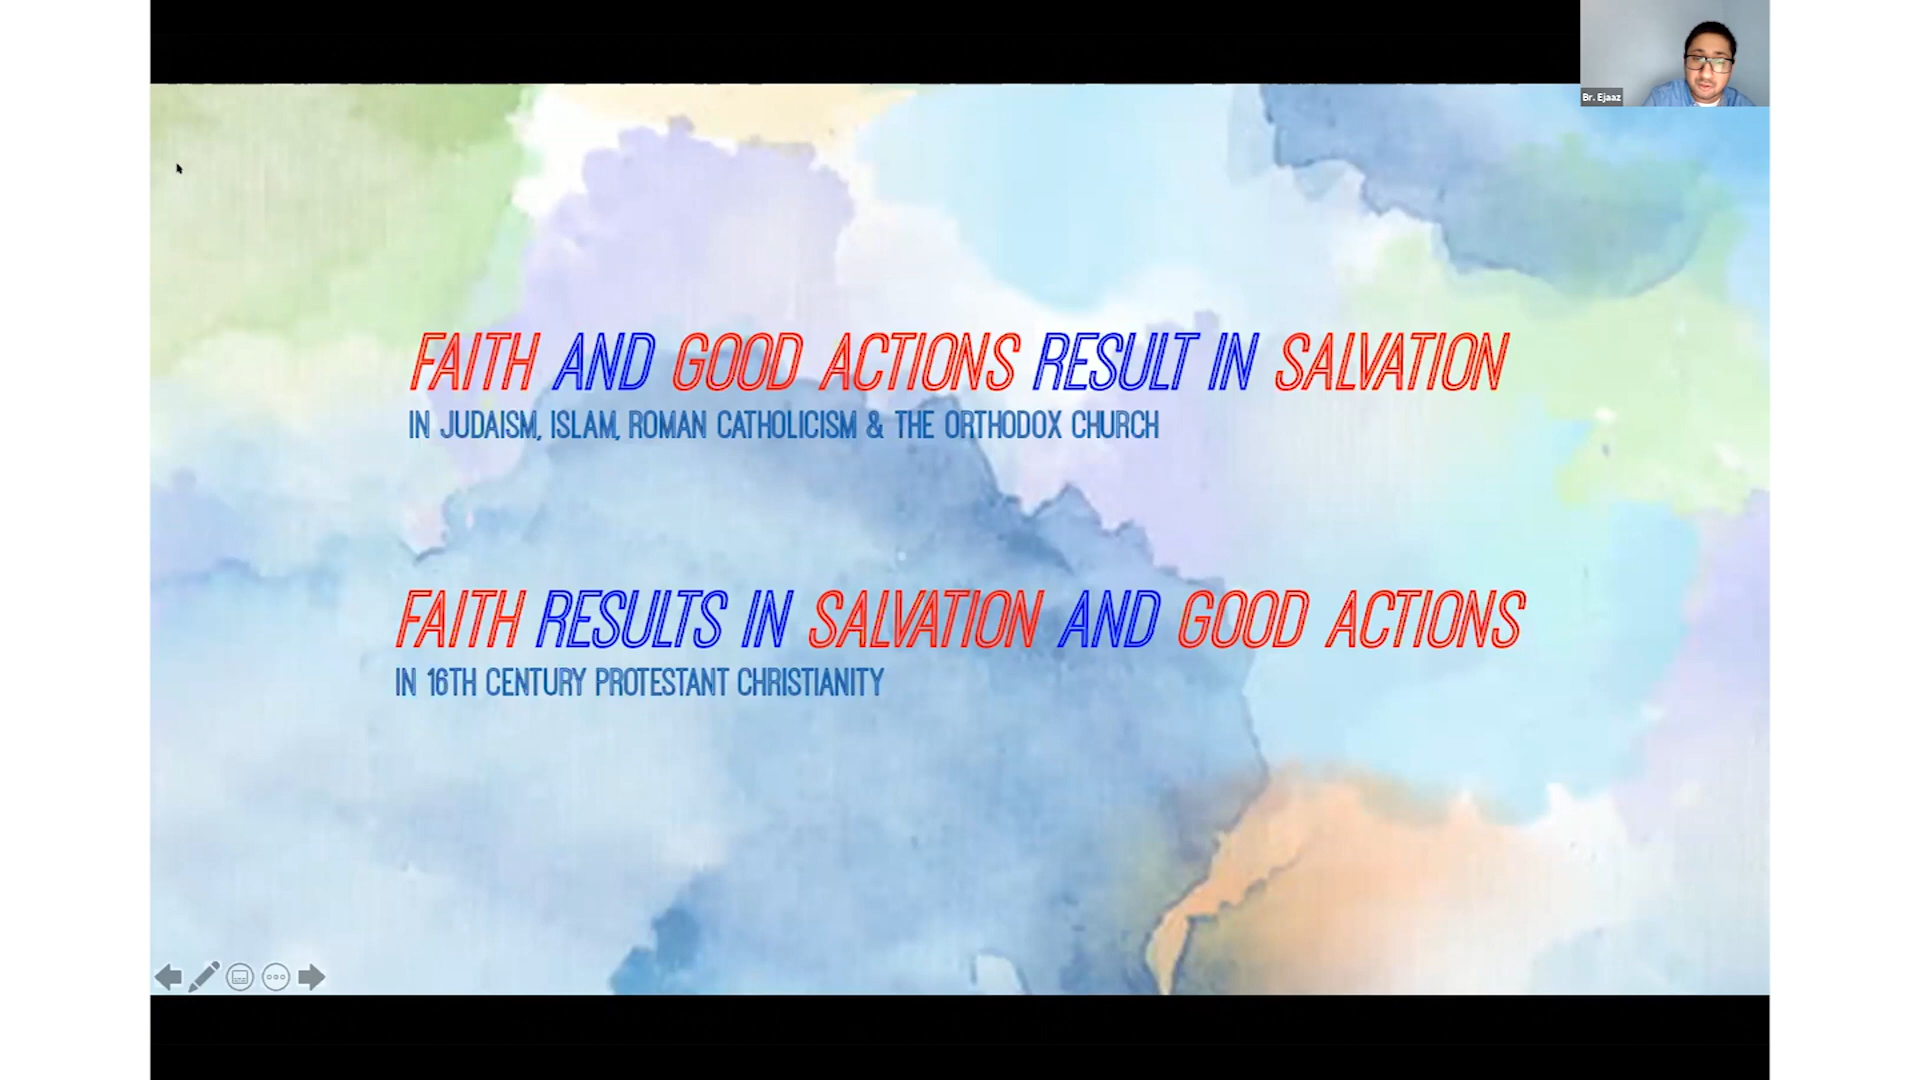 Br. Ejaaz
FAITH AND GOOD ACTIONS RESULT IN SALVATION
IN JUDAISM, ISLAM, ROMAN CATHOLICISM & THE ORTHODOX CHURCH
FAITH RESULTS IN SALVATION AND GOOD ACTIONS
IN 16TH CENTURY PROTESTANT CHRISTIANITY